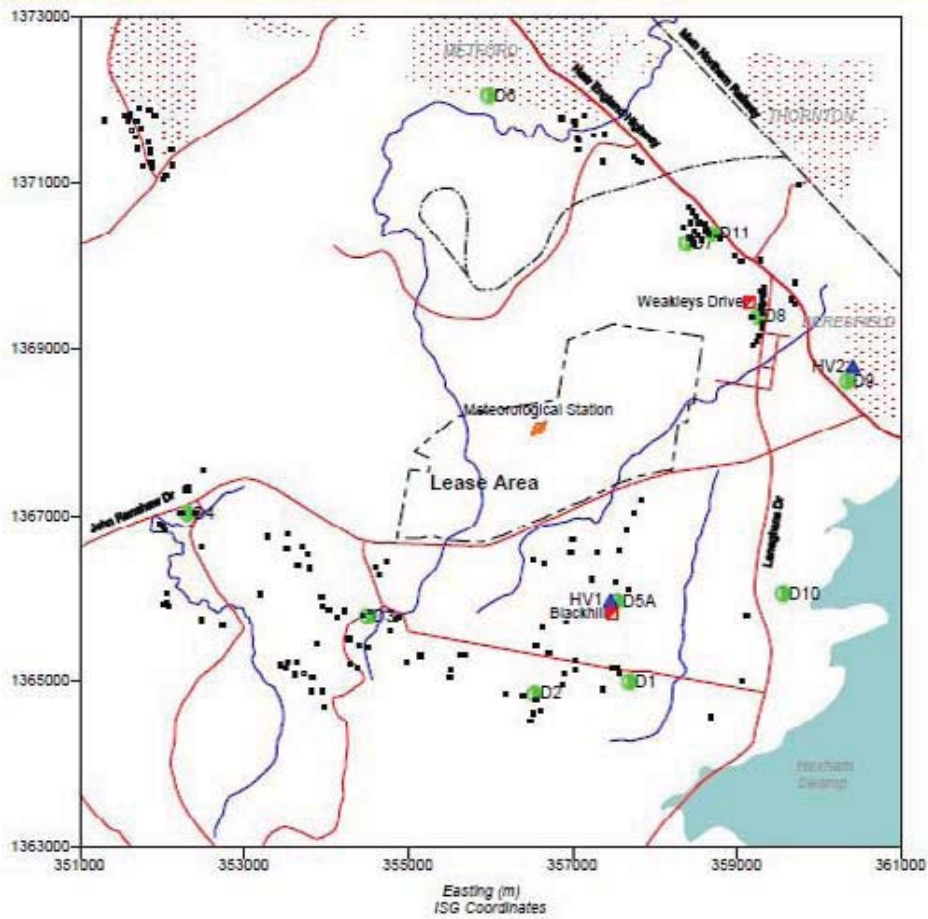 1373000
METFORD
D6
New England Highway
Main Northern Railway
THORNTON
1371000
D11
D7
Weakleys Drive
D8
BERESFIELD
1369000
HV2
D9
Meteorological Station
Lease Area
John Renshaw Dr
D4
1367000
Lenaghans Dr
D10
HV1
D5A
D3
Blackhill
1365000
D2
D1
Hexham
Swamp
1363000
351000
353000
355000
357000
359000
361000
Easting (m)
ISG Coordinates